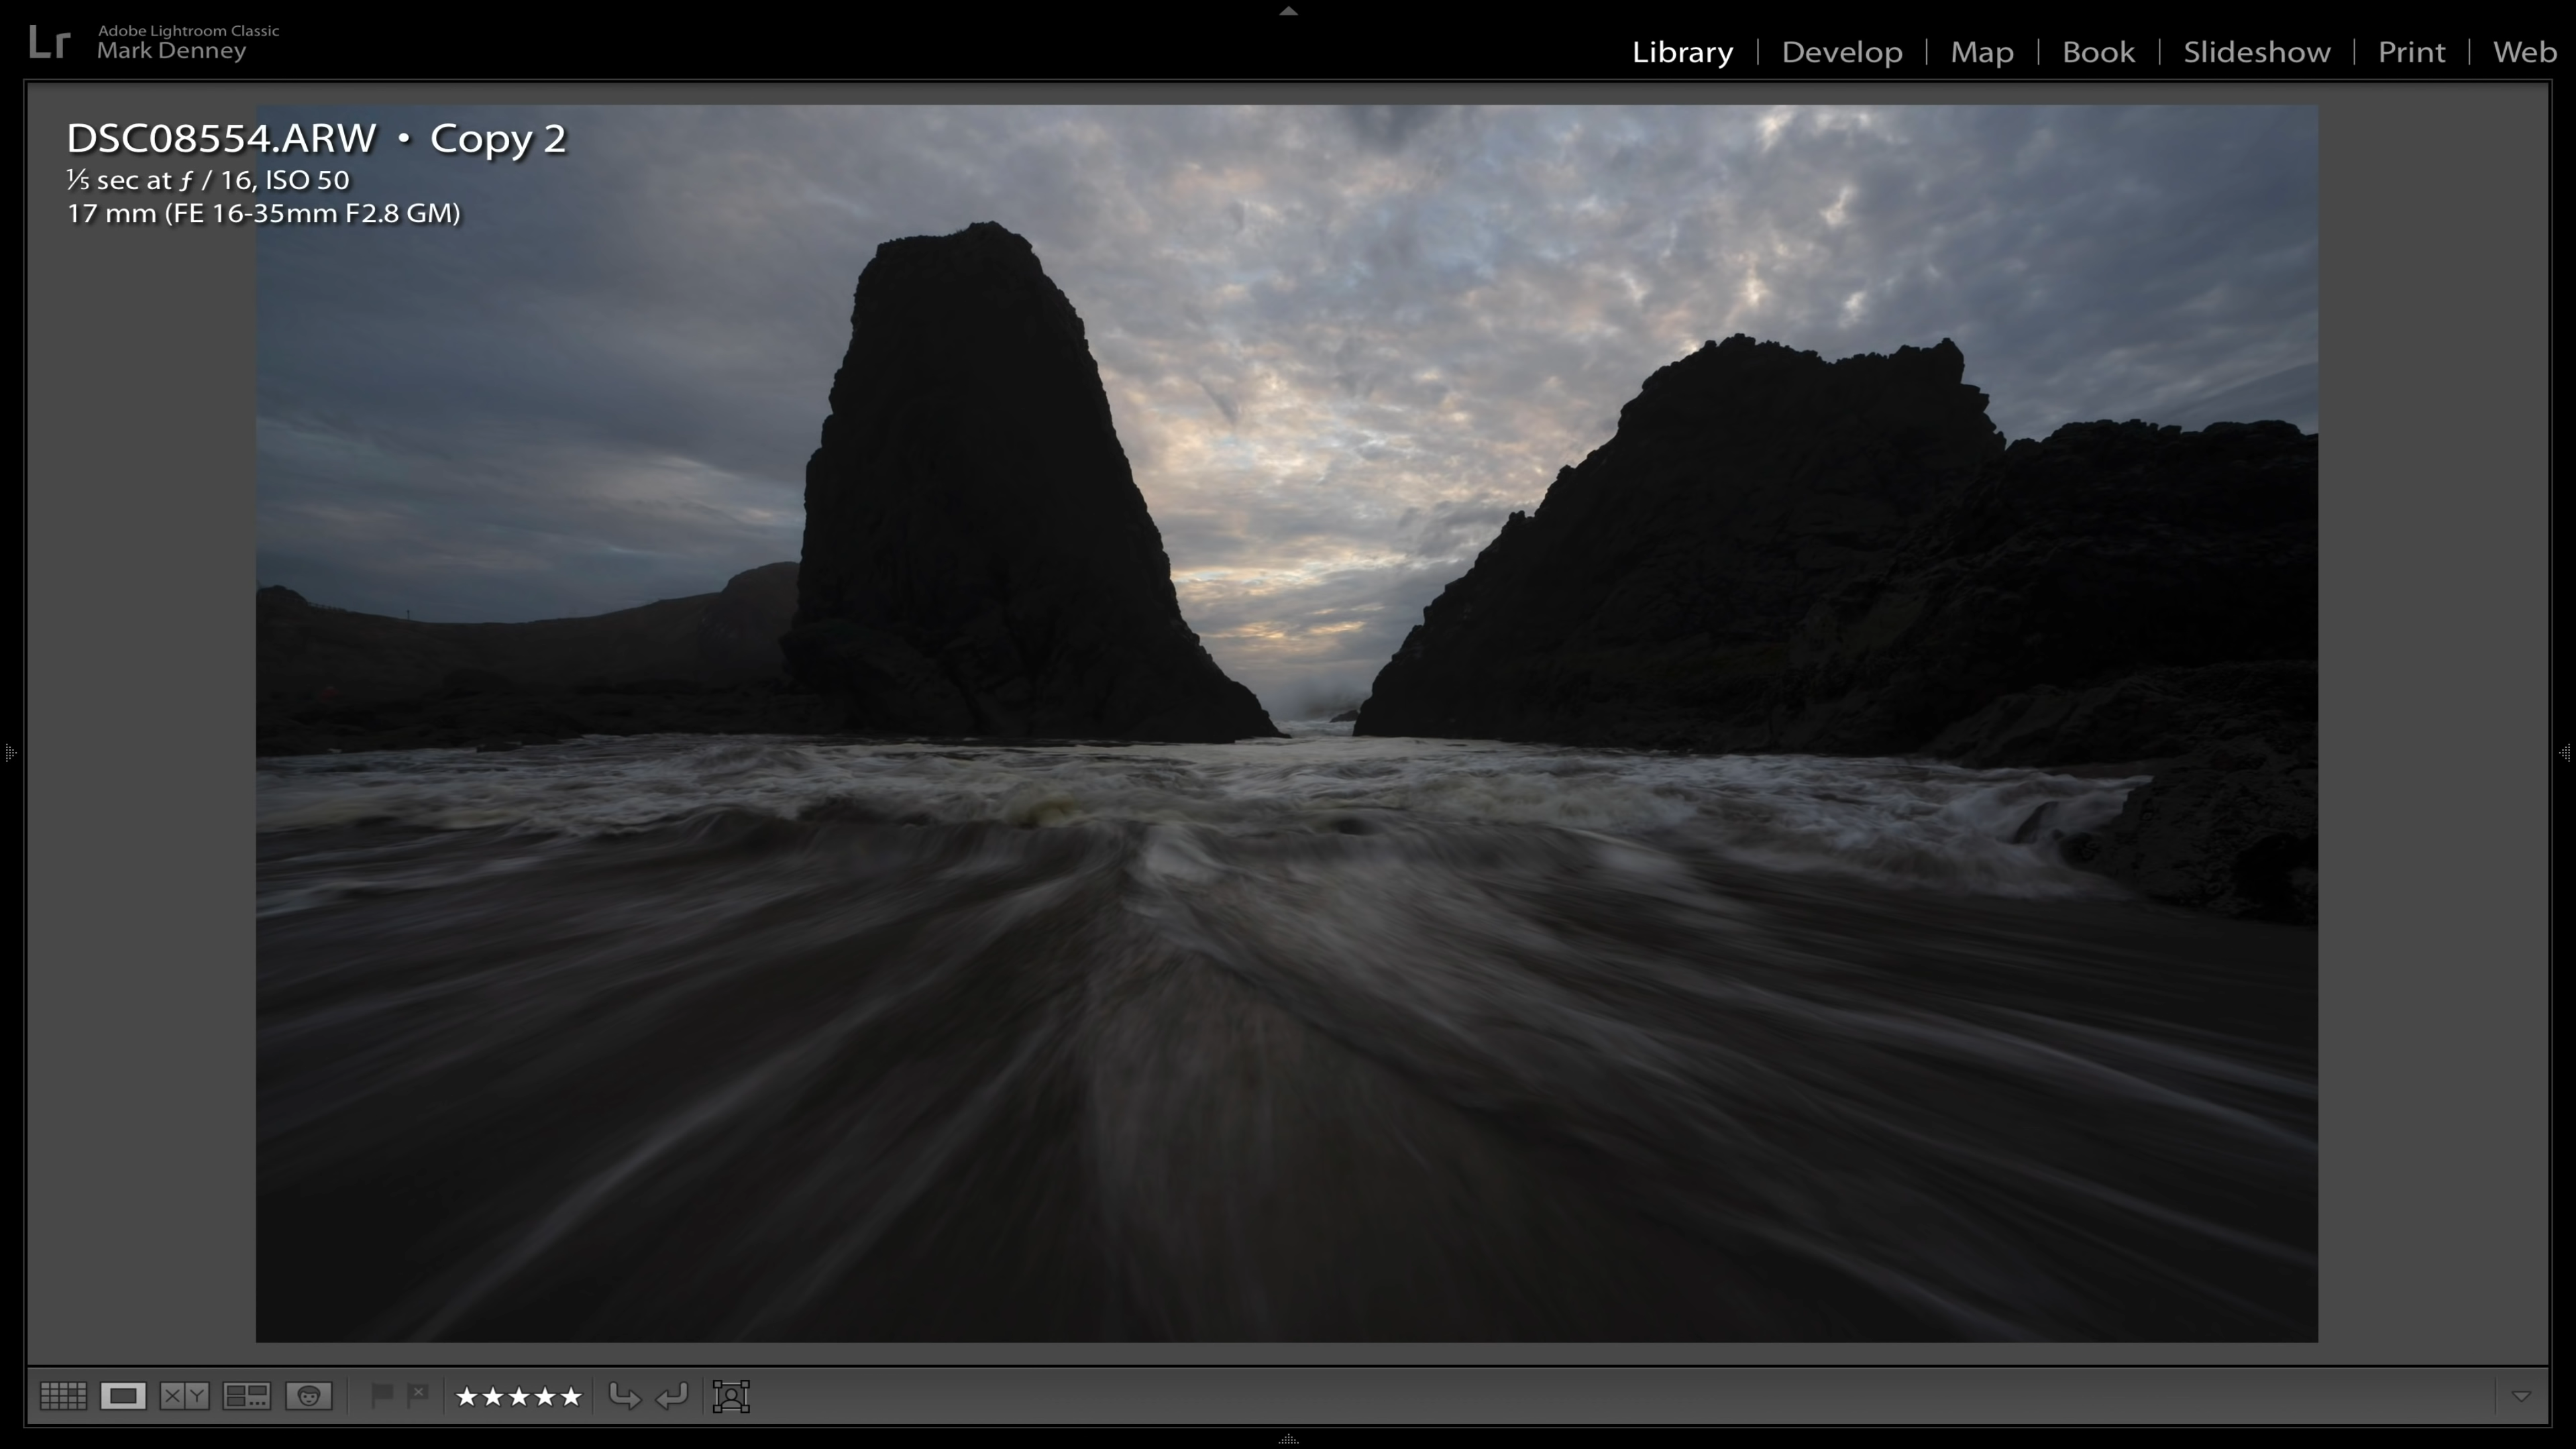 Lr
Adobe Lightroom Classic
Mark Denney
Library | Develop | Map | Book | Slideshow | Print | Web
DSC08554.ARW • Copy 2
⅕ sec at ƒ / 16, ISO 50
17 mm (FE 16-35mm F2.8 GM)
X Y